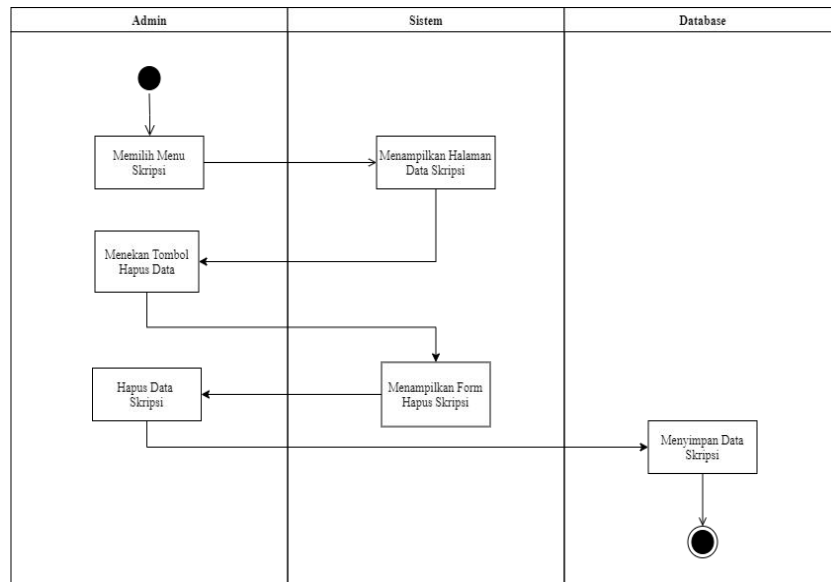 Admin
Sistem
Database
Memilih Menu
Skripsi
Menampilkan Halaman
Data Skripsi
Menekan Tombol
Hapus Data
Menampilkan Form
Hapus Skripsi
Hapus Data
Skripsi
Menyimpan Data
Skripsi